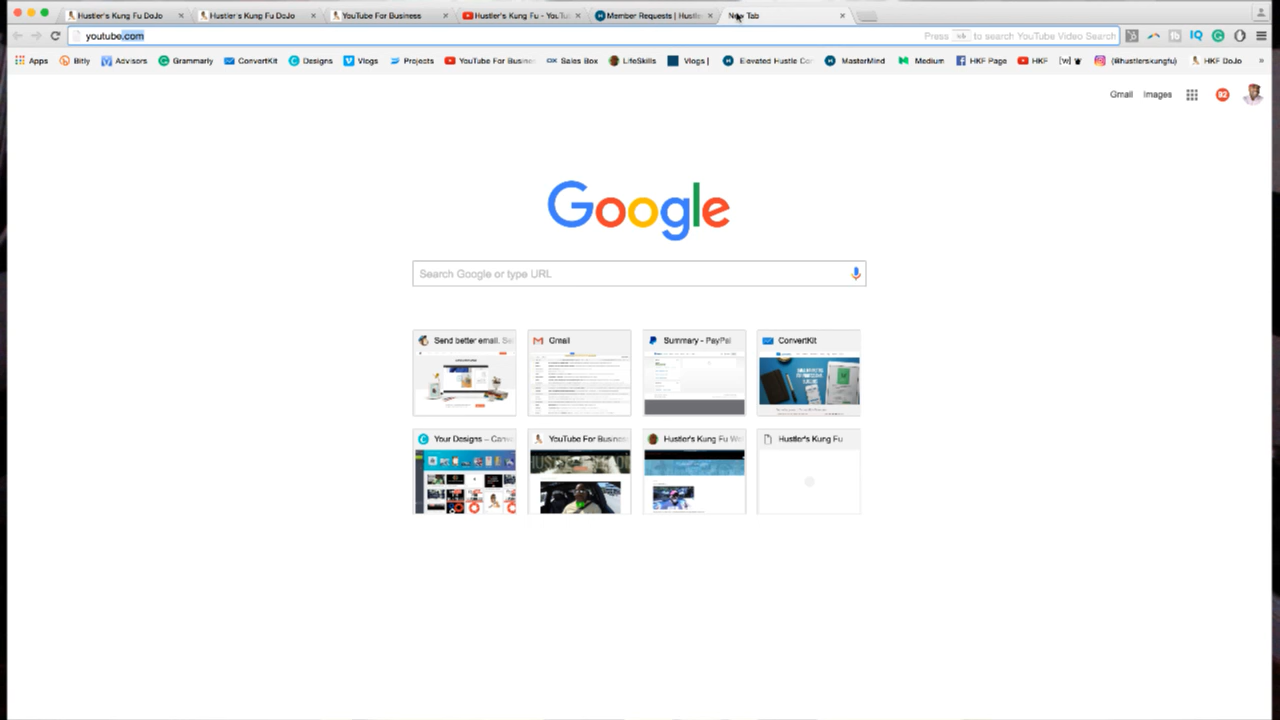 Hustler's Kung Fu DoJo
Hustler's Kung Fu DoJo
YouTube For Business
Hustler's Kung Fu - YouT
Member Requests | Hustle
New Tab
youtube.com
Press tab to search YouTube Video Search
Apps
Bitly
Advisors
Grammarly
ConvertKit
Designs
Vlogs
Projects
YouTube For Busine
Sales Box
LifeSkills
Vlogs |
Elevated Hustle Co
MasterMind
Medium
HKF Page
HKF
[w]
(@hustlerskungfu)
HKF DoJo
»
Gmail
Images
Google
Search Google or type URL
Send better email. Se
Gmail
Summary - PayPal
ConvertKit
Your Designs – Canv
YouTube For Busines
Hustler's Kung Fu We
Hustler's Kung Fu